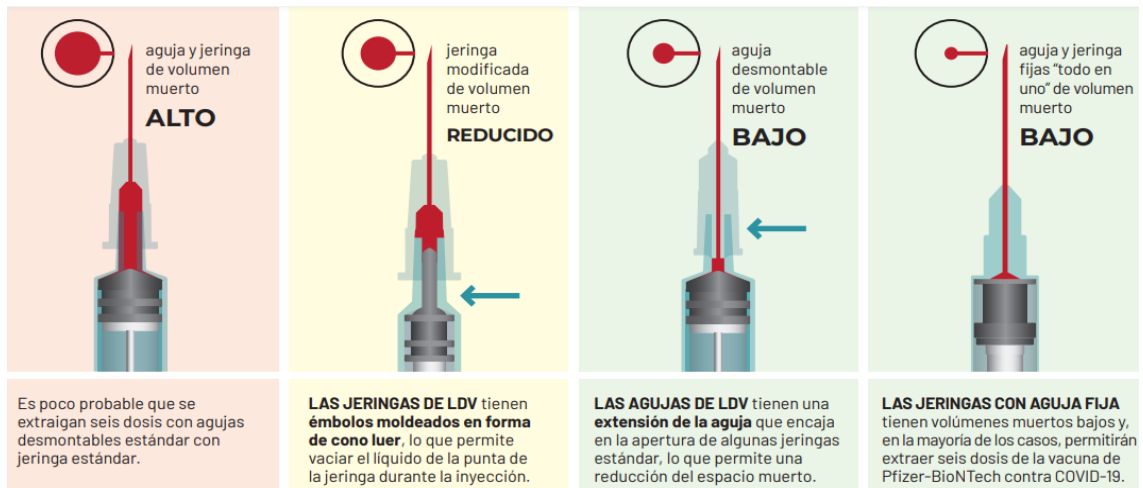 aguja y jeringa
de volumen
muerto
ALTO
jeringa
modificada
de volumen
muerto
REDUCIDO
aguja
desmontable
de volumen
muerto
BAJO
aguja y jeringa
fijas “todo en
uno” de volumen
muerto
BAJO
Es poco probable que se
extraigan seis dosis con agujas
desmontables estándar con
jeringa estándar.
LAS JERINGAS DE LDV tienen
émbolos moldeados en forma
de cono luer, lo que permite
vaciar el líquido de la punta de
la jeringa durante la inyección.
LAS AGUJAS DE LDV tienen una
extensión de la aguja que encaja
en la apertura de algunas jeringas
estándar, lo que permite una
reducción del espacio muerto.
LAS JERINGAS CON AGUJA FIJA
tienen volúmenes muertos bajos y,
en la mayoría de los casos, permitirán
extraer seis dosis de la vacuna de
Pfizer-BioNTech contra COVID-19.